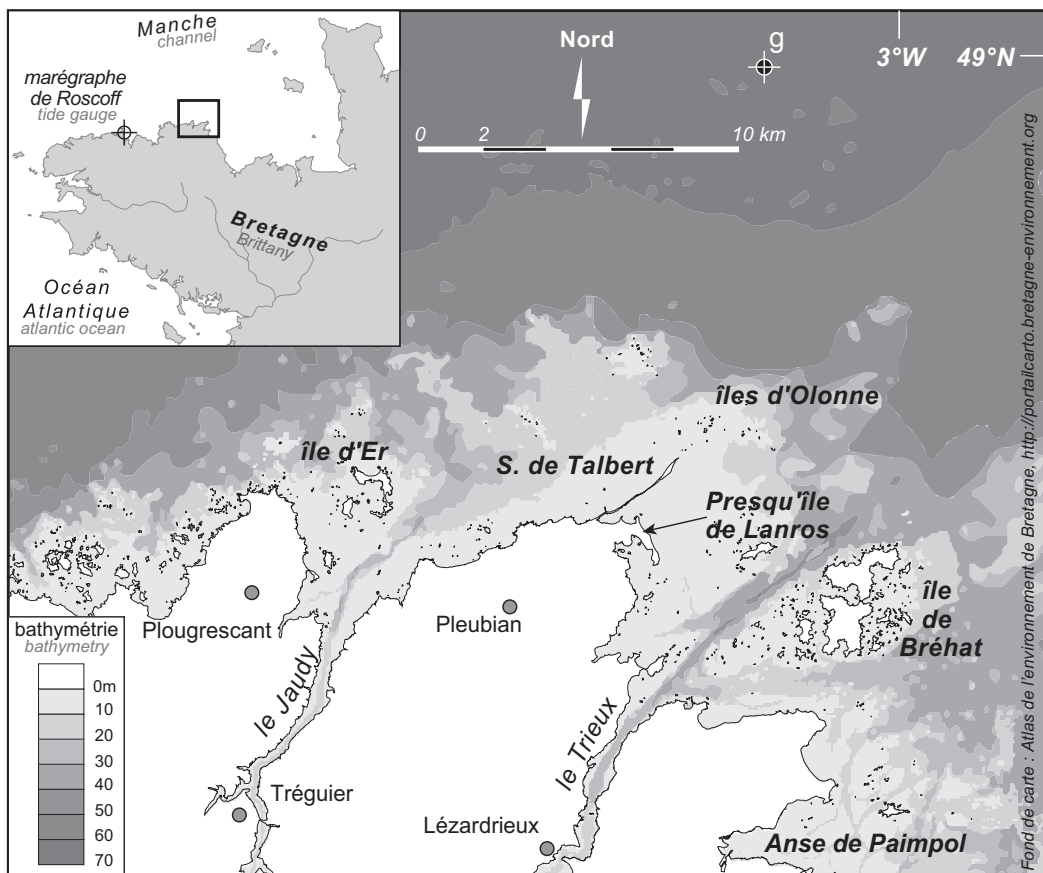 Manche
channel
marégraphe
de Roscoff
tide gauge
Bretagne
Brittany
Océan
Atlantique
atlantic ocean
Nord
g
3°W
49°N
0
2
10 km
îles d'Olonne
île d'Er
S. de Talbert
Presqu'île
de Lanros
île
de
Bréhat
Plougrescant
Pleubian
le Jaudy
le Trieux
Tréguier
Lézardrieux
Anse de Paimpol
bathymétrie
bathymetry
0m
10
20
30
40
50
60
70
Fond de carte : Atlas de l'environnement de Bretagne, http://portailcarto.bretagne-environnement.org